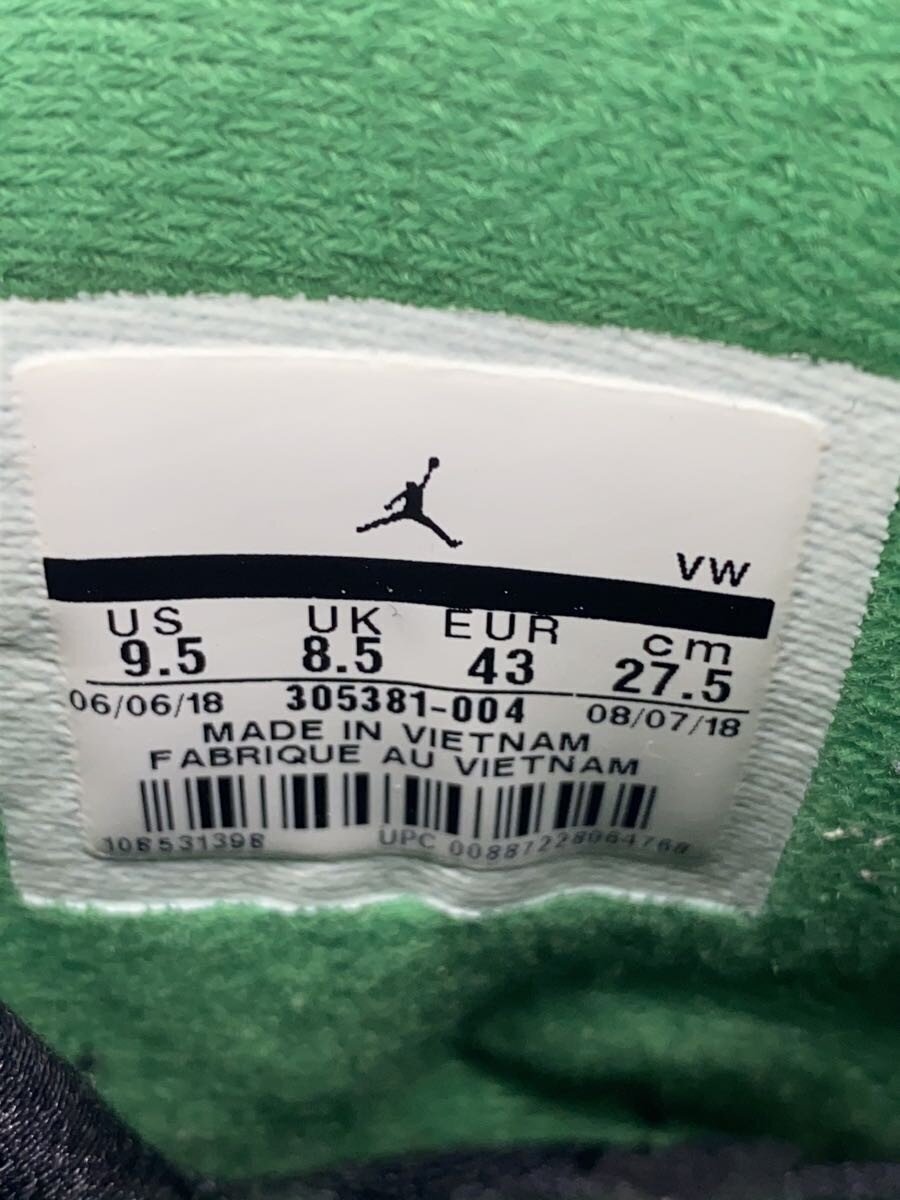 VW
US UK EUR cm
9.5 8.5 43 27.5
06/06/18 305381-004 08/07/18
MADE IN VIETNAM
FABRIQUE AU VIETNAM
UPC